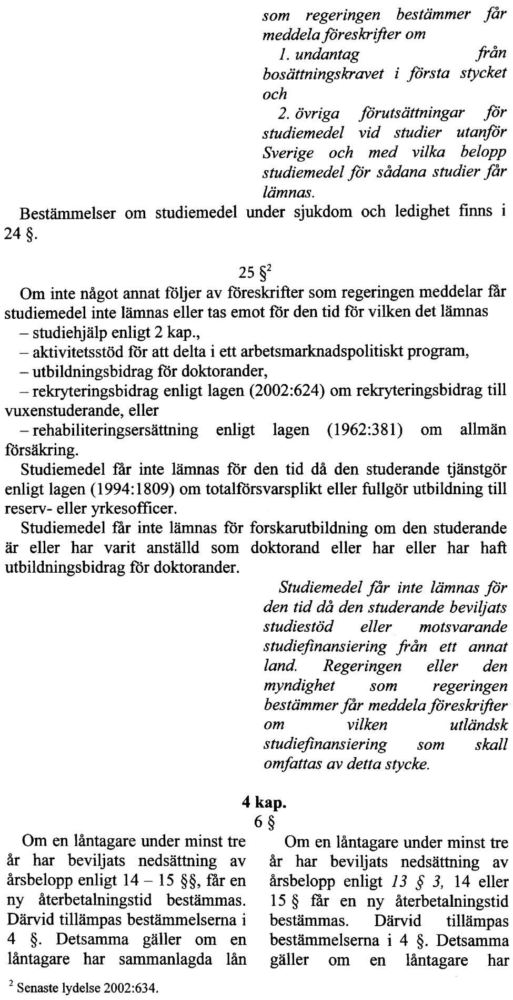 som regeringen bestämmer får
meddela föreskrifter om
1. undantag från
bosättningskravet i första stycket
och
2. övriga förutsättningar för
studiemedel vid studier utanför
Sverige och med vilka belopp
studiemedel för sådana studier får
lämnas.
Bestämmelser om studiemedel under sjukdom och ledighet finns i
24 §.
25 §²
Om inte något annat följer av föreskrifter som regeringen meddelar får
studiemedel inte lämnas eller tas emot för den tid för vilken det lämnas
– studiehjälp enligt 2 kap.,
– aktivitetsstöd för att delta i ett arbetsmarknadspolitiskt program,
– utbildningsbidrag för doktorander,
– rekryteringsbidrag enligt lagen (2002:624) om rekryteringsbidrag till
vuxenstuderande, eller
– rehabiliteringsersättning enligt lagen (1962:381) om allmän
försäkring.
Studiemedel får inte lämnas för den tid då den studerande tjänstgör
enligt lagen (1994:1809) om totalförsvarsplikt eller fullgör utbildning till
reserv- eller yrkesofficer.
Studiemedel får inte lämnas för forskarutbildning om den studerande
är eller har varit anställd som doktorand eller har eller har haft
utbildningsbidrag för doktorander.
Studiemedel får inte lämnas för
den tid då den studerande beviljats
studiestöd eller motsvarande
studiefinansiering från ett annat
land. Regeringen eller den
myndighet som regeringen
bestämmer får meddela föreskrifter
om vilken utländsk
studiefinansiering som skall
omfattas av detta stycke.
4 kap.
6 §
Om en låntagare under minst tre
år har beviljats nedsättning av
årsbelopp enligt 14 – 15 §§, får en
ny återbetalningstid bestämmas.
Därvid tillämpas bestämmelserna i
4 §. Detsamma gäller om en
låntagare har sammanlagda lån
Om en låntagare under minst tre
år har beviljats nedsättning av
årsbelopp enligt 13 § 3, 14 eller
15 § får en ny återbetalningstid
bestämmas. Därvid tillämpas
bestämmelserna i 4 §. Detsamma
gäller om en låntagare har
² Senaste lydelse 2002:634.